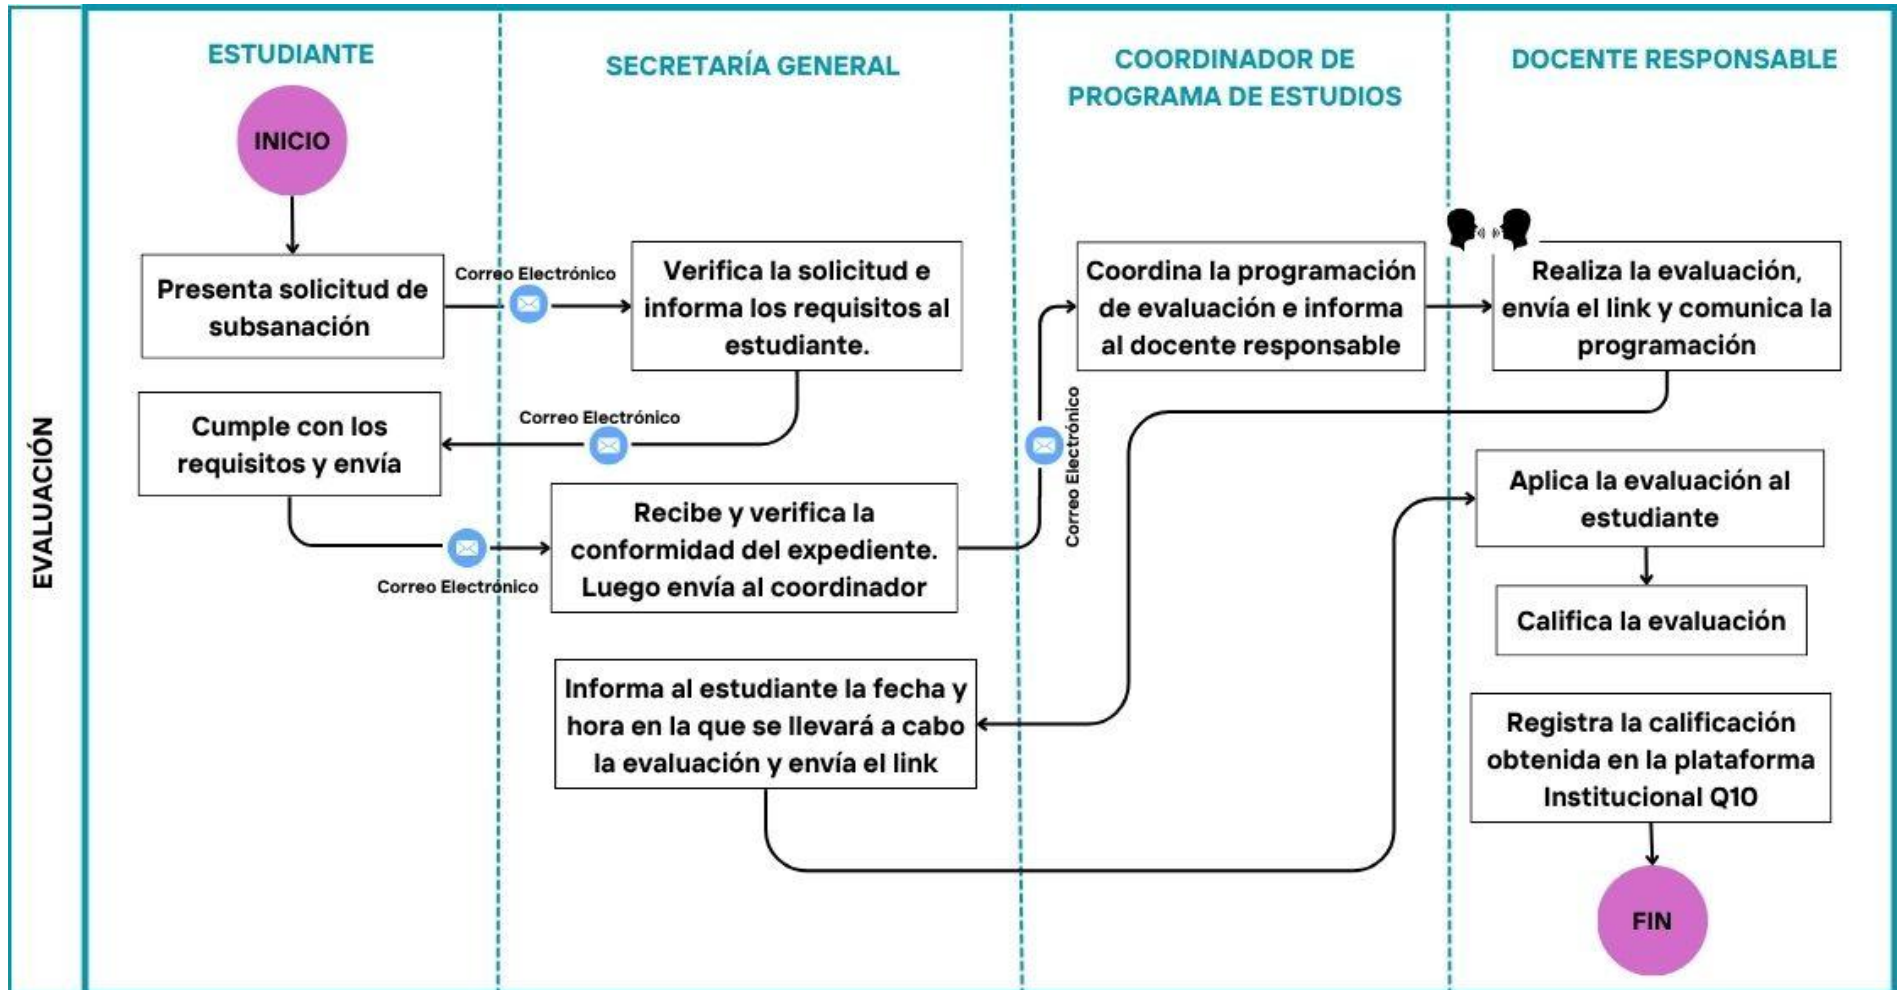 ESTUDIANTE
SECRETARÍA GENERAL
COORDINADOR DE
PROGRAMA DE ESTUDIOS
DOCENTE RESPONSABLE
EVALUACIÓN
INICIO
Presenta solicitud de
subsanación
Correo Electrónico
Verifica la solicitud e
informa los requisitos al
estudiante.
Correo Electrónico
Cumple con los
requisitos y envía
Correo Electrónico
Recibe y verifica la
conformidad del expediente.
Luego envía al coordinador
Correo Electrónico
Coordina la programación
de evaluación e informa
al docente responsable
Realiza la evaluación,
envía el link y comunica la
programación
Informa al estudiante la fecha y
hora en la que se llevará a cabo
la evaluación y envía el link
Aplica la evaluación al
estudiante
Califica la evaluación
Registra la calificación
obtenida en la plataforma
Institucional Q10
FIN